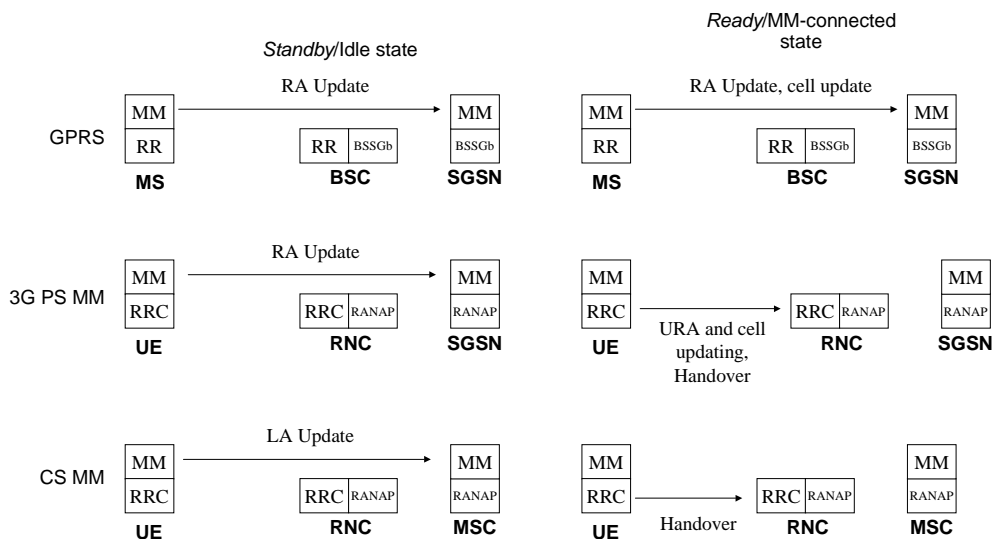 Standby/Idle state
Ready/MM-connected
state
GPRS
RA Update
MM
RR
MS
RR BSSGb
BSC
MM
BSSGb
SGSN
RA Update, cell update
MM
RR
MS
RR BSSGb
BSC
MM
BSSGb
SGSN
3G PS MM
RA Update
MM
RRC
UE
RRC RANAP
RNC
MM
RANAP
SGSN
MM
RRC
UE
URA and cell
updating,
Handover
RRC RANAP
RNC
MM
RANAP
SGSN
CS MM
LA Update
MM
RRC
UE
RRC RANAP
RNC
MM
RANAP
MSC
MM
RRC
UE
Handover
RRC RANAP
RNC
MM
RANAP
MSC